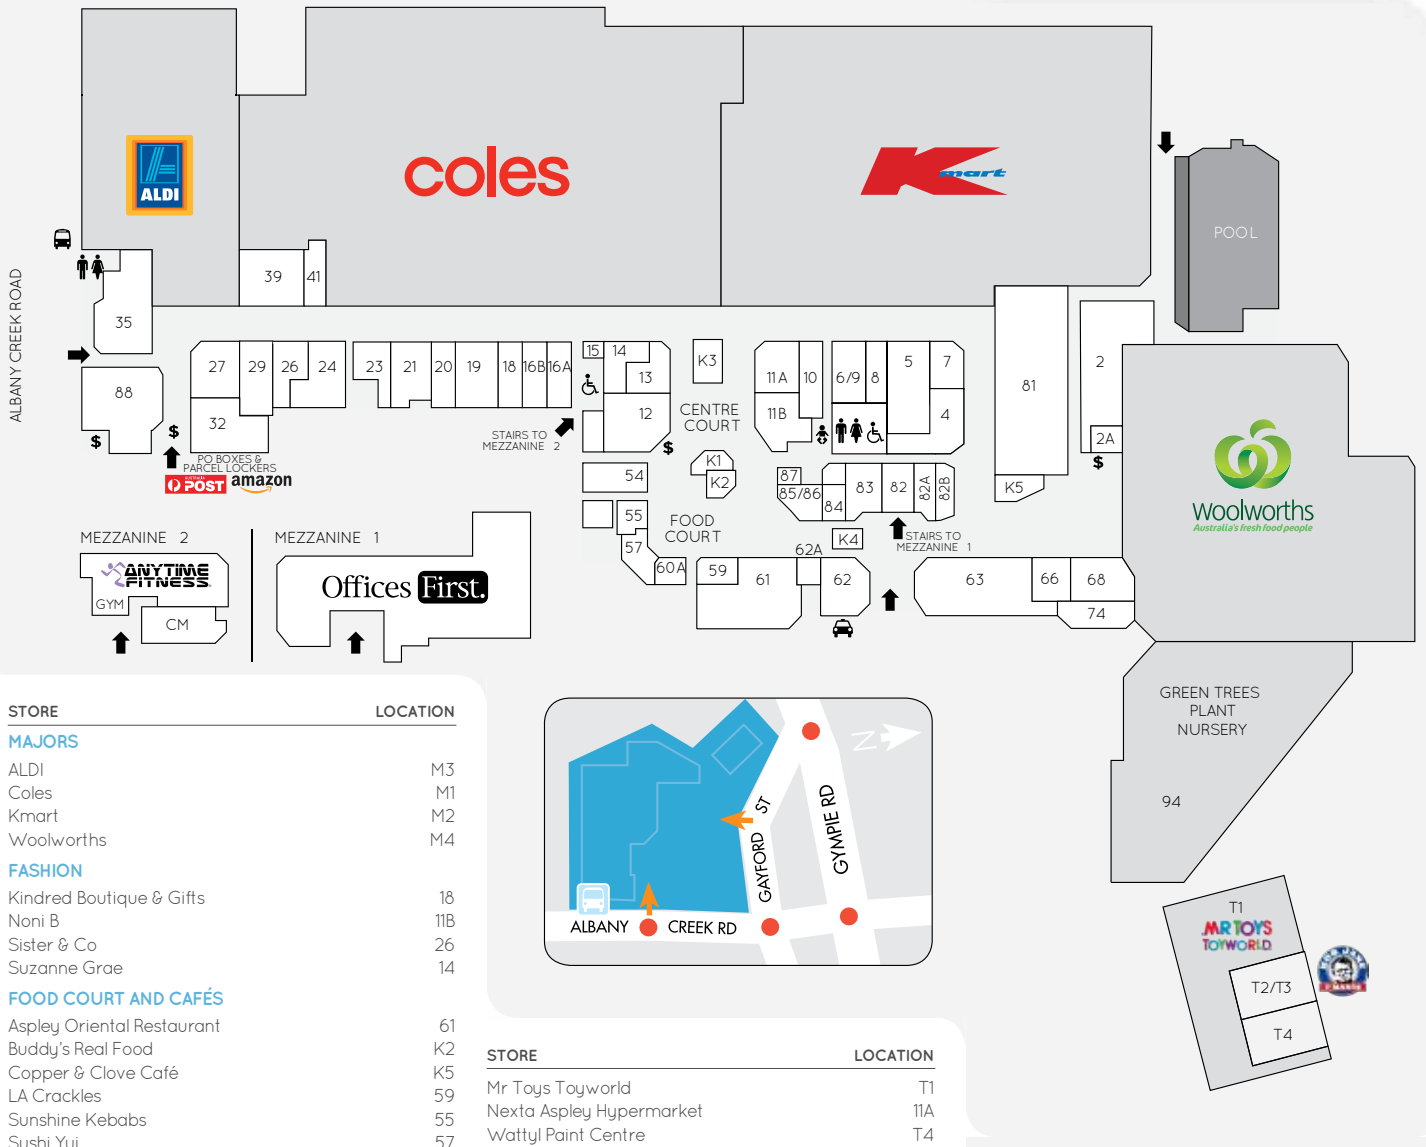 ALDI
coles
Kmart
POOL
ALBANY CREEK ROAD
39
41
35
88
$
27
29
26
24
32
$
PO BOXES &
PARCEL LOCKERS
AUSTRALIA
POST
amazon
23
21
20
19
18
16B
16A
STAIRS TO
MEZZANINE 2
15
14
13
12
$
K3
CENTRE
COURT
K1
K2
54
55
57
60A
FOOD
COURT
11A
10
11B
6/9
8
5
7
4
87
85/86
84
83
82
82A
82B
K4
STAIRS TO
MEZZANINE 1
59
61
62A
62
63
66
68
74
81
K5
2
2A
$
Woolworths
Australia's fresh food people
MEZZANINE 2
ANYTIME
FITNESS
GYM
CM
MEZZANINE 1
Offices First.
GREEN TREES
PLANT
NURSERY
94
T1
MR TOYS
TOYWORLD
T2/T3
T4
BOB JANE
T-MARTS
STORE LOCATION
MAJORS
ALDI M3
Coles M1
Kmart M2
Woolworths M4
FASHION
Kindred Boutique & Gifts 18
Noni B 11B
Sister & Co 26
Suzanne Grae 14
FOOD COURT AND CAFÉS
Aspley Oriental Restaurant 61
Buddy's Real Food K2
Copper & Clove Café K5
LA Crackles 59
Sunshine Kebabs 55
Sushi Yui 57
N
GAYFORD ST
GYMPIE RD
ALBANY CREEK RD
STORE LOCATION
Mr Toys Toyworld T1
Nexta Aspley Hypermarket 11A
Wattyl Paint Centre T4